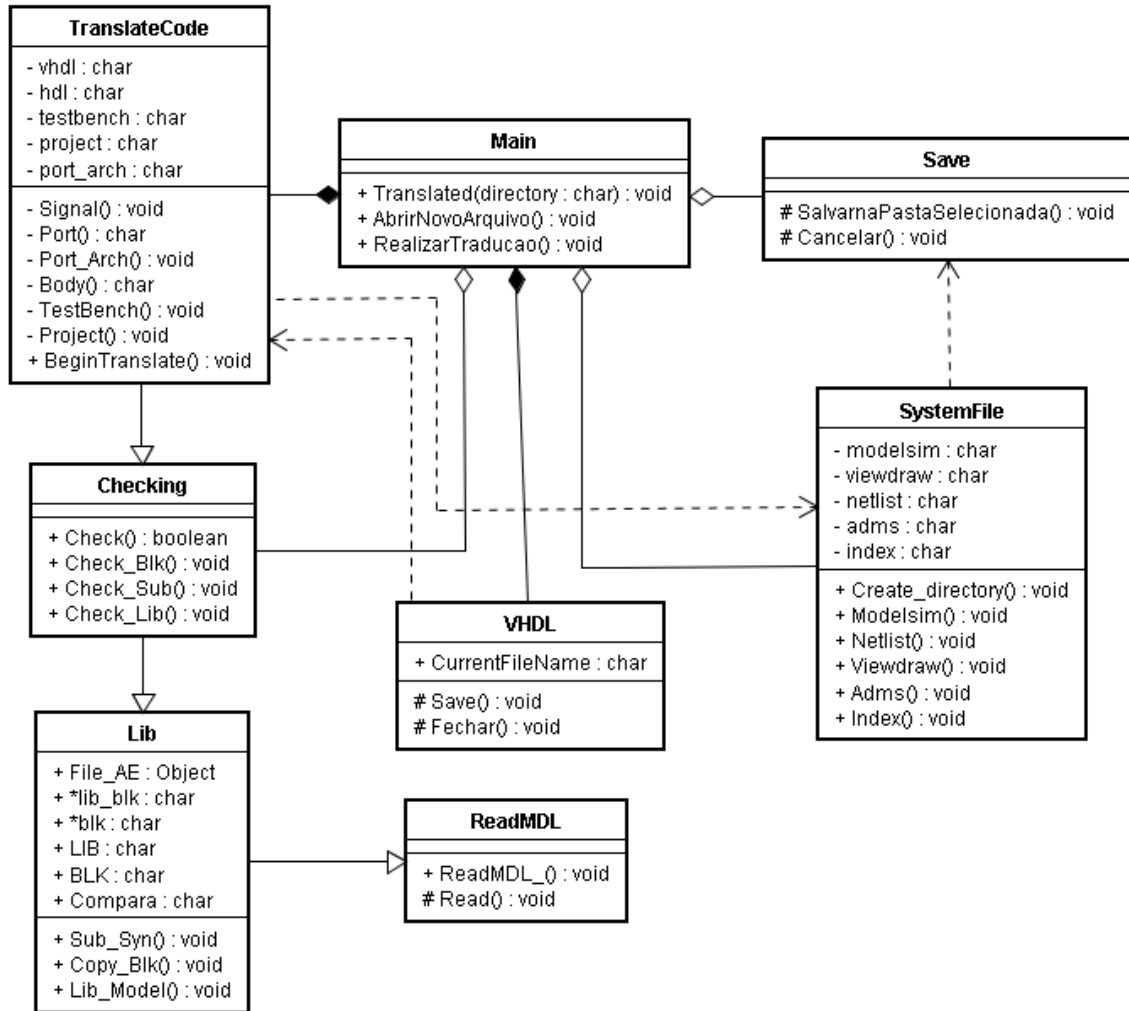 TranslateCode
- vhdl : char
- hdl : char
- testbench : char
- project : char
- port_arch : char
- Signal() : void
- Port() : char
- Port_Arch() : void
- Body() : char
- TestBench() : void
- Project() : void
+ BeginTranslate() : void
Main
+ Translated(directory : char) : void
+ AbrirNovoArquivo() : void
+ RealizarTraducao() : void
Save
# SalvarnaPastaSelecionada() : void
# Cancelar() : void
Checking
+ Check() : boolean
+ Check_Blk() : void
+ Check_Sub() : void
+ Check_Lib() : void
VHDL
+ CurrentFileName : char
# Save() : void
# Fechar() : void
SystemFile
- modelsim : char
- viewdraw : char
- netlist : char
- adms : char
- index : char
+ Create_directory() : void
+ Modelsim() : void
+ Netlist() : void
+ Viewdraw() : void
+ Adms() : void
+ Index() : void
Lib
+ File_AE : Object
+ *lib_blk : char
+ *blk : char
+ LIB : char
+ BLK : char
+ Compara : char
+ Sub_Syn() : void
+ Copy_Blk() : void
+ Lib_Model() : void
ReadMDL
+ ReadMDL_() : void
# Read() : void